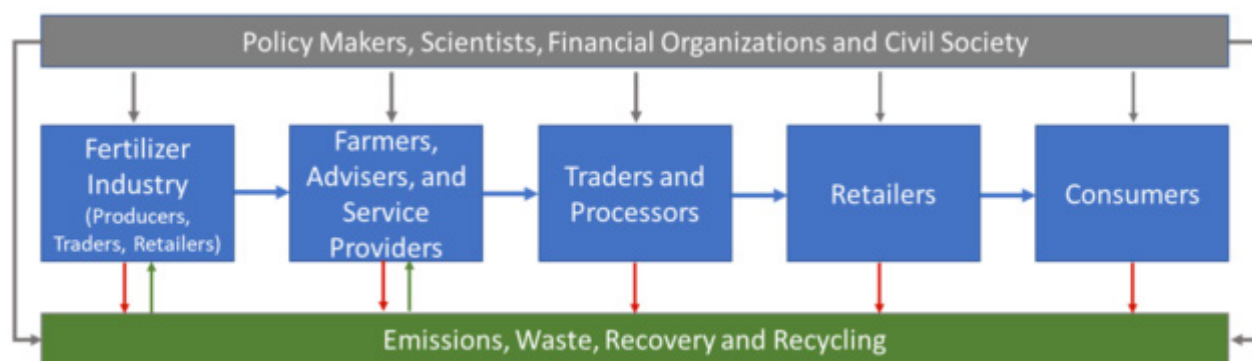 Policy Makers, Scientists, Financial Organizations and Civil Society
Fertilizer
Industry
(Producers,
Traders, Retailers)
Farmers,
Advisers, and
Service
Providers
Traders and
Processors
Retailers
Consumers
Emissions, Waste, Recovery and Recycling